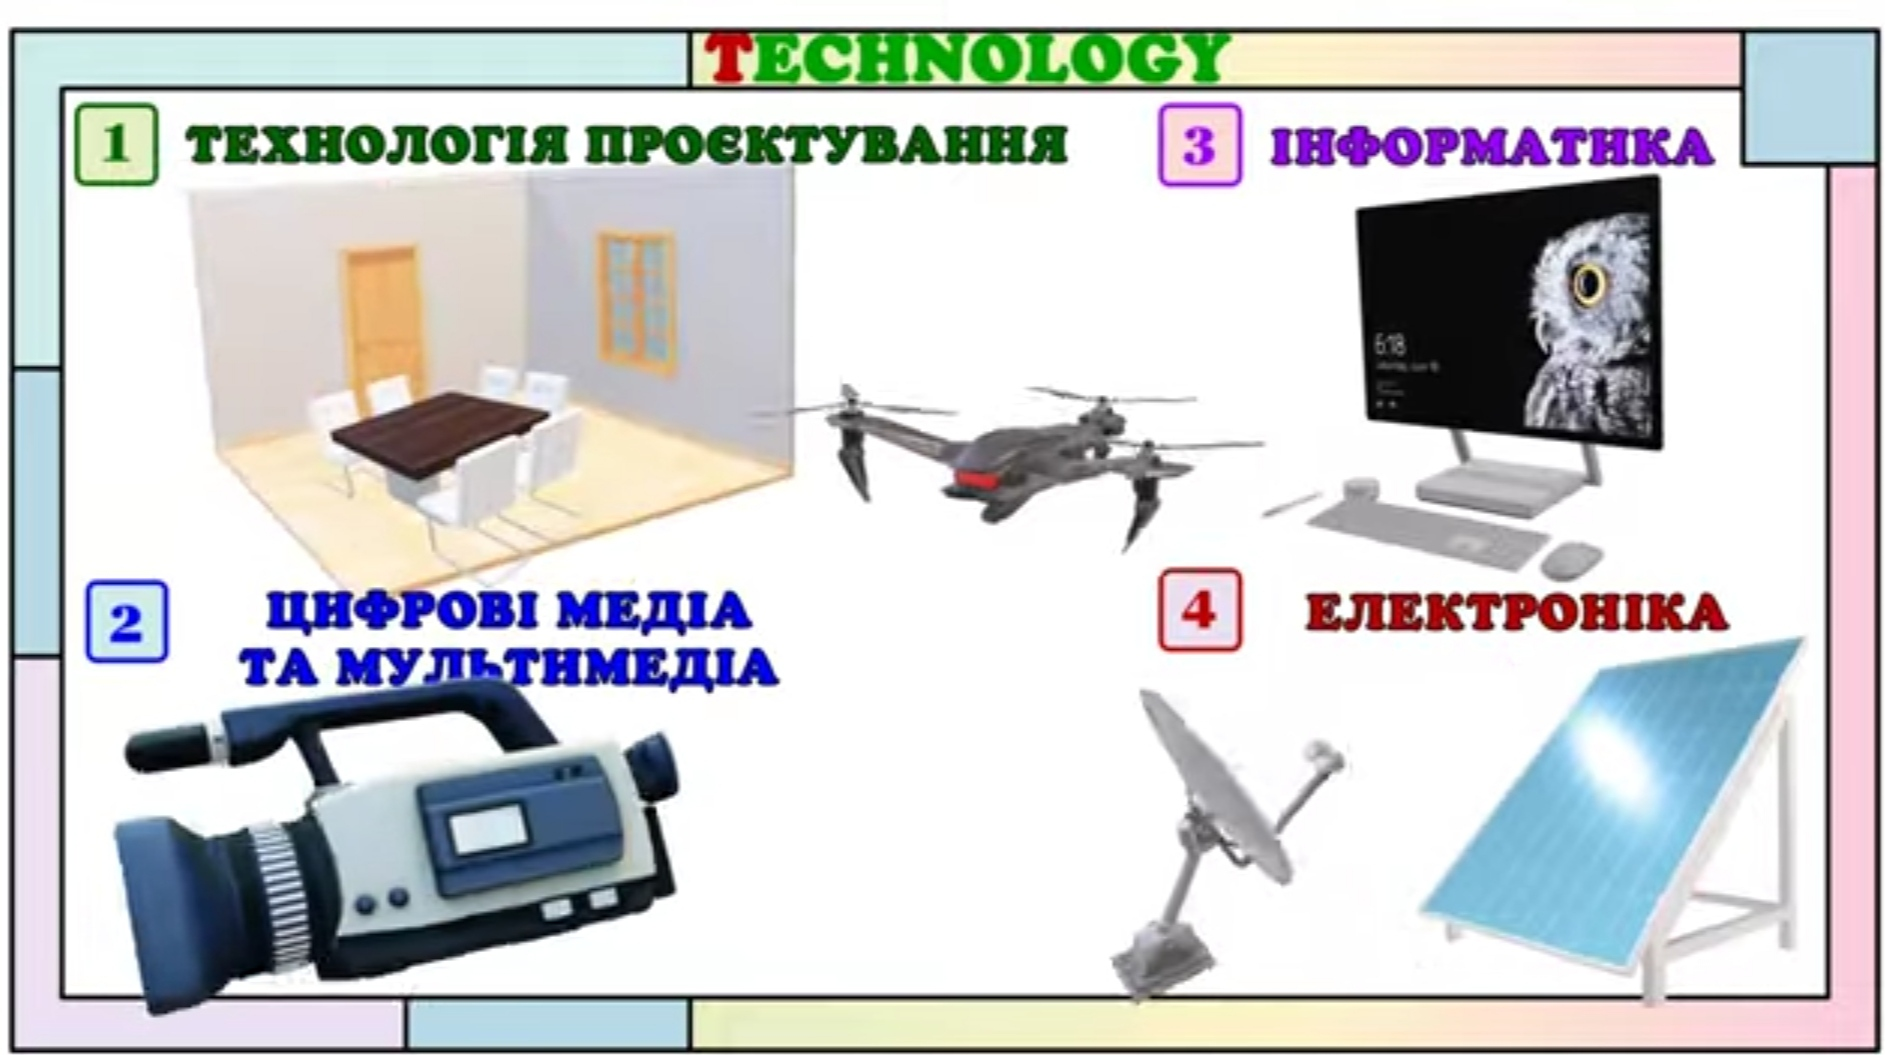 TECHNOLOGY
1 ТЕХНОЛОГІЯ ПРОЄКТУВАННЯ
2 ЦИФРОВІ МЕДІА
ТА МУЛЬТИМЕДІА
3 ІНФОРМАТИКА
6:18
4 ЕЛЕКТРОНІКА